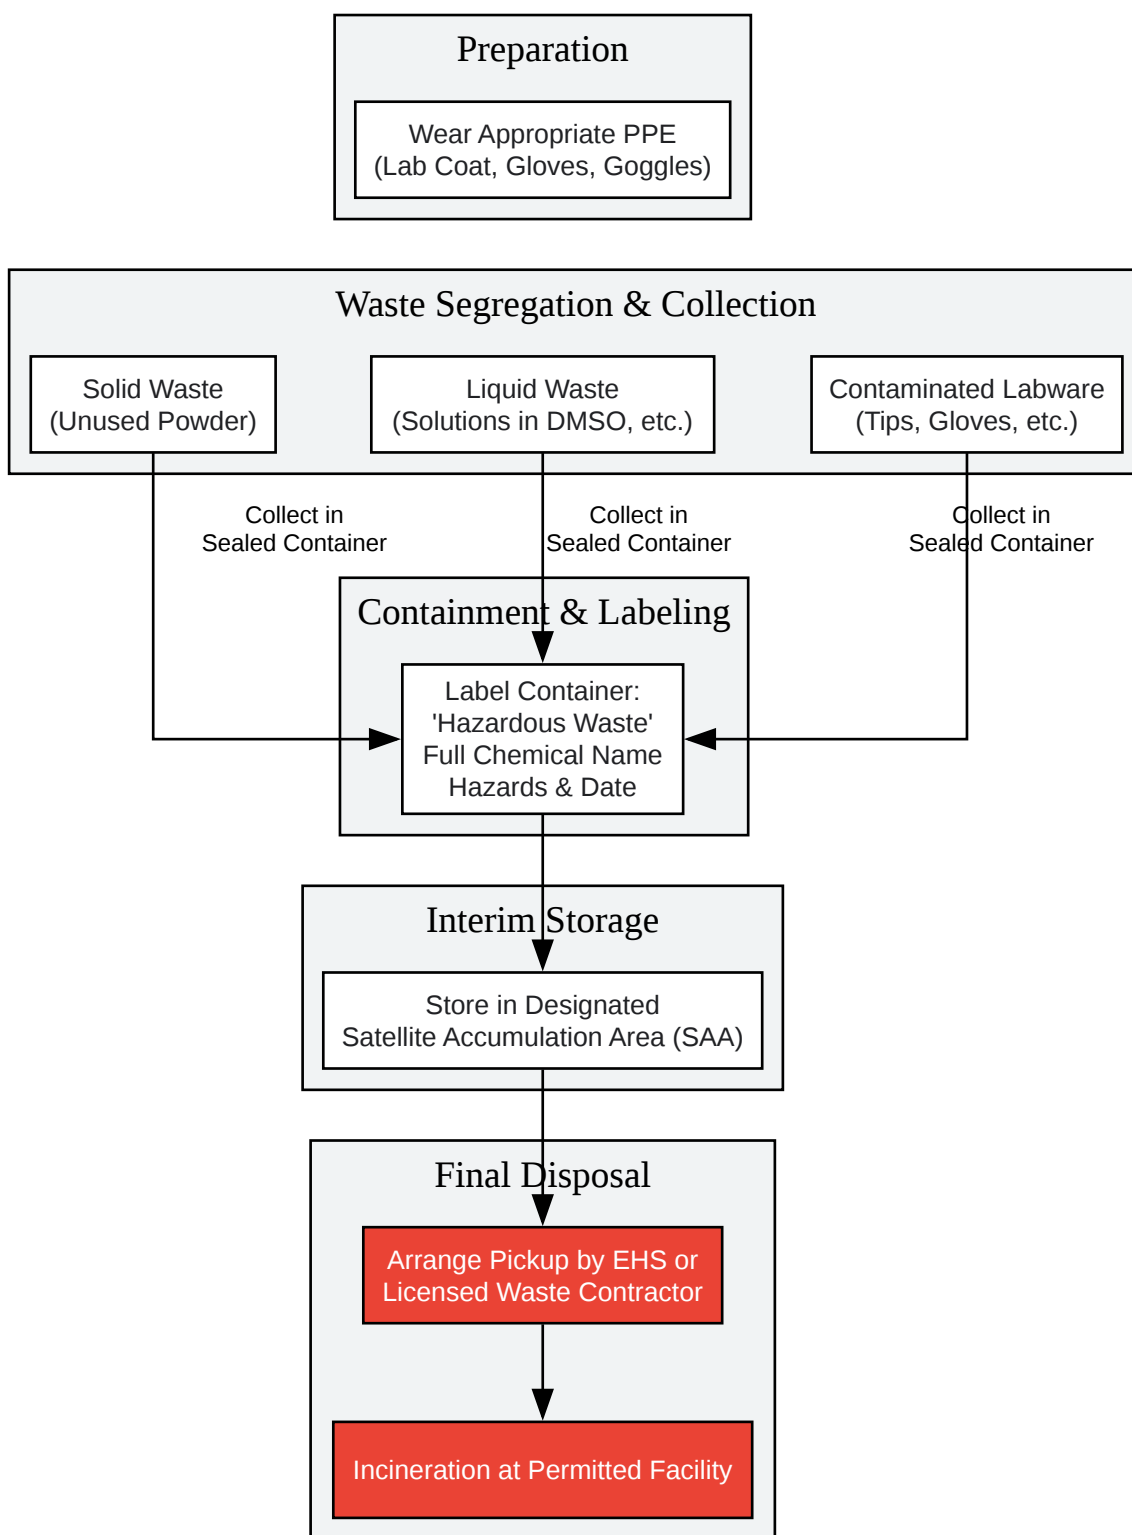 Preparation
Wear Appropriate PPE
(Lab Coat, Gloves, Goggles)
Waste Segregation & Collection
Solid Waste
(Unused Powder)
Liquid Waste
(Solutions in DMSO, etc.)
Contaminated Labware
(Tips, Gloves, etc.)
Collect in
Sealed Container
Collect in
Sealed Container
Collect in
Sealed Container
Containment & Labeling
Label Container:
'Hazardous Waste'
Full Chemical Name
Hazards & Date
Interim Storage
Store in Designated
Satellite Accumulation Area (SAA)
Final Disposal
Arrange Pickup by EHS or
Licensed Waste Contractor
Incineration at Permitted Facility